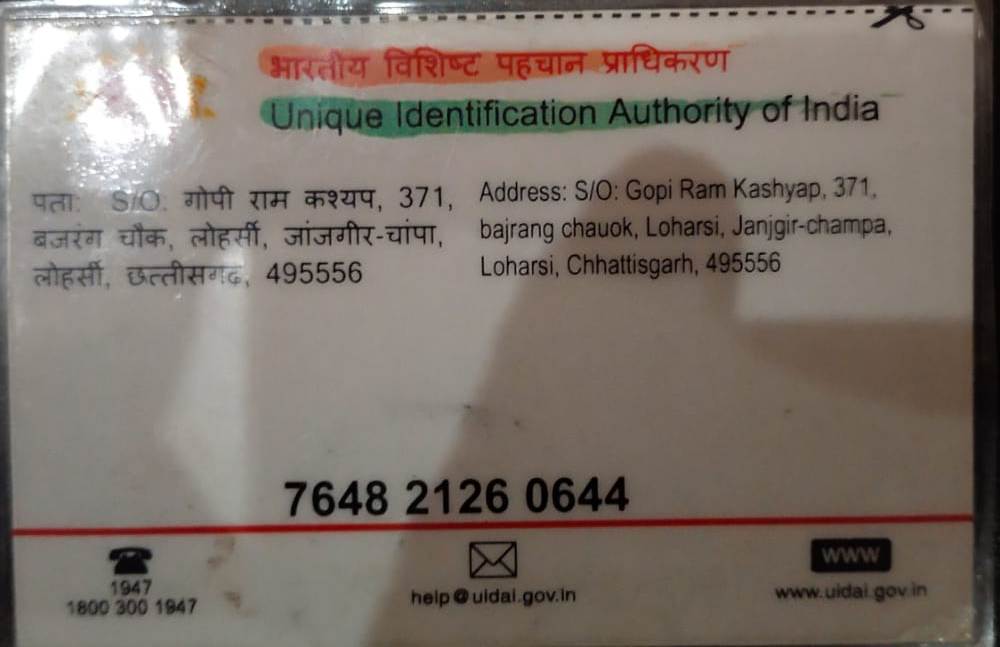 भारतीय विशिष्ट पहचान प्राधिकरण
Unique Identification Authority of India
पता: S/O: गोपी राम कश्यप, 371,
बजरंग चौक, लोहर्सी, जांजगीर-चांपा,
लोहर्सी, छत्तीसगढ़, 495556
Address: S/O: Gopi Ram Kashyap, 371,
bajrang chauok, Loharsi, Janjgir-champa,
Loharsi, Chhattisgarh, 495556
7648 2126 0644
1947
1800 300 1947
help@uidai.gov.in
WWW
www.uidai.gov.in